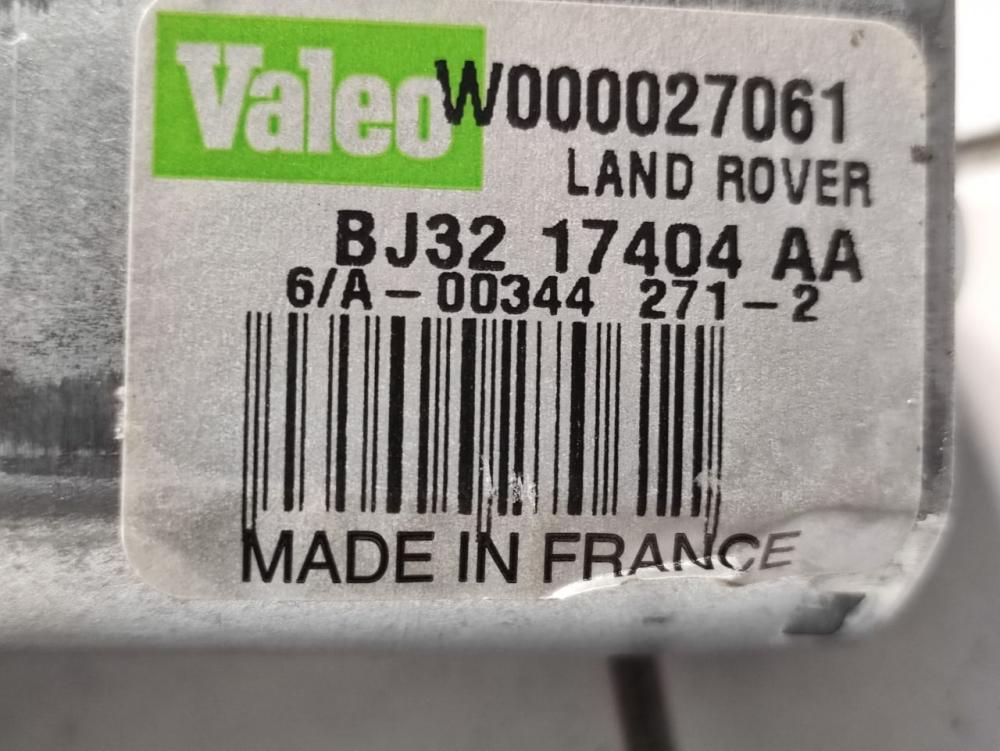 Valeo W000027061
LAND ROVER
BJ32 17404 AA
6/A-00344 271-2
MADE IN FRANCE